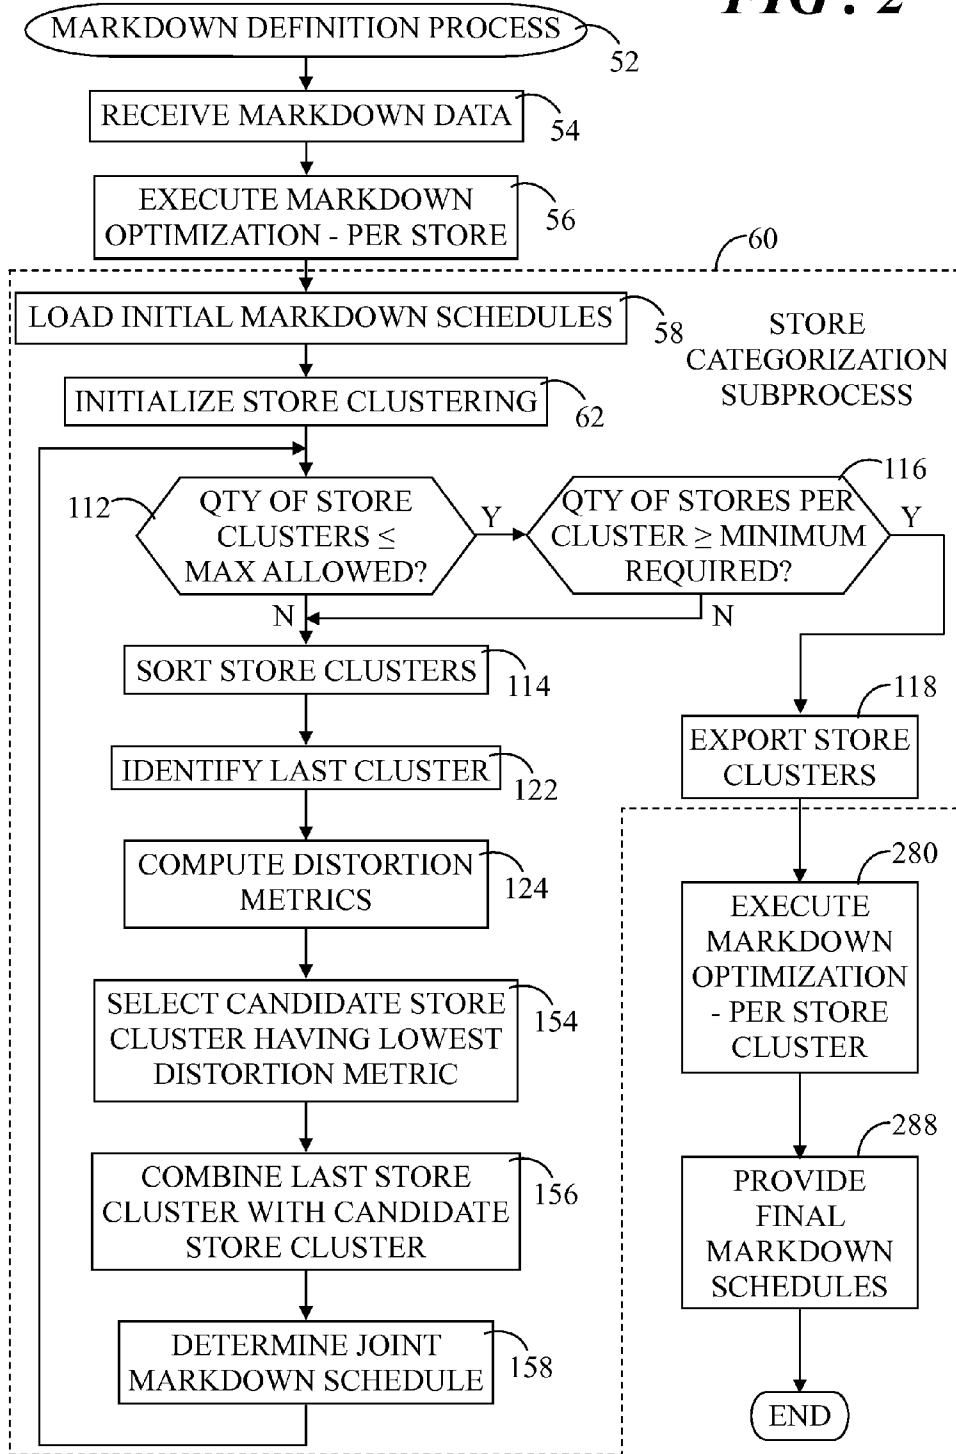 FIG. 2
MARKDOWN DEFINITION PROCESS
52
RECEIVE MARKDOWN DATA
54
EXECUTE MARKDOWN
OPTIMIZATION - PER STORE
56
60
LOAD INITIAL MARKDOWN SCHEDULES
58
STORE
CATEGORIZATION
SUBPROCESS
INITIALIZE STORE CLUSTERING
62
112
QTY OF STORE
CLUSTERS ≤
MAX ALLOWED?
Y
N
116
QTY OF STORES PER
CLUSTER ≥ MINIMUM
REQUIRED?
Y
N
SORT STORE CLUSTERS
114
118
EXPORT STORE
CLUSTERS
IDENTIFY LAST CLUSTER
122
COMPUTE DISTORTION
METRICS
124
280
EXECUTE
MARKDOWN
OPTIMIZATION
- PER STORE
CLUSTER
SELECT CANDIDATE STORE
CLUSTER HAVING LOWEST
DISTORTION METRIC
154
288
PROVIDE
FINAL
MARKDOWN
SCHEDULES
COMBINE LAST STORE
CLUSTER WITH CANDIDATE
STORE CLUSTER
156
DETERMINE JOINT
MARKDOWN SCHEDULE
158
END